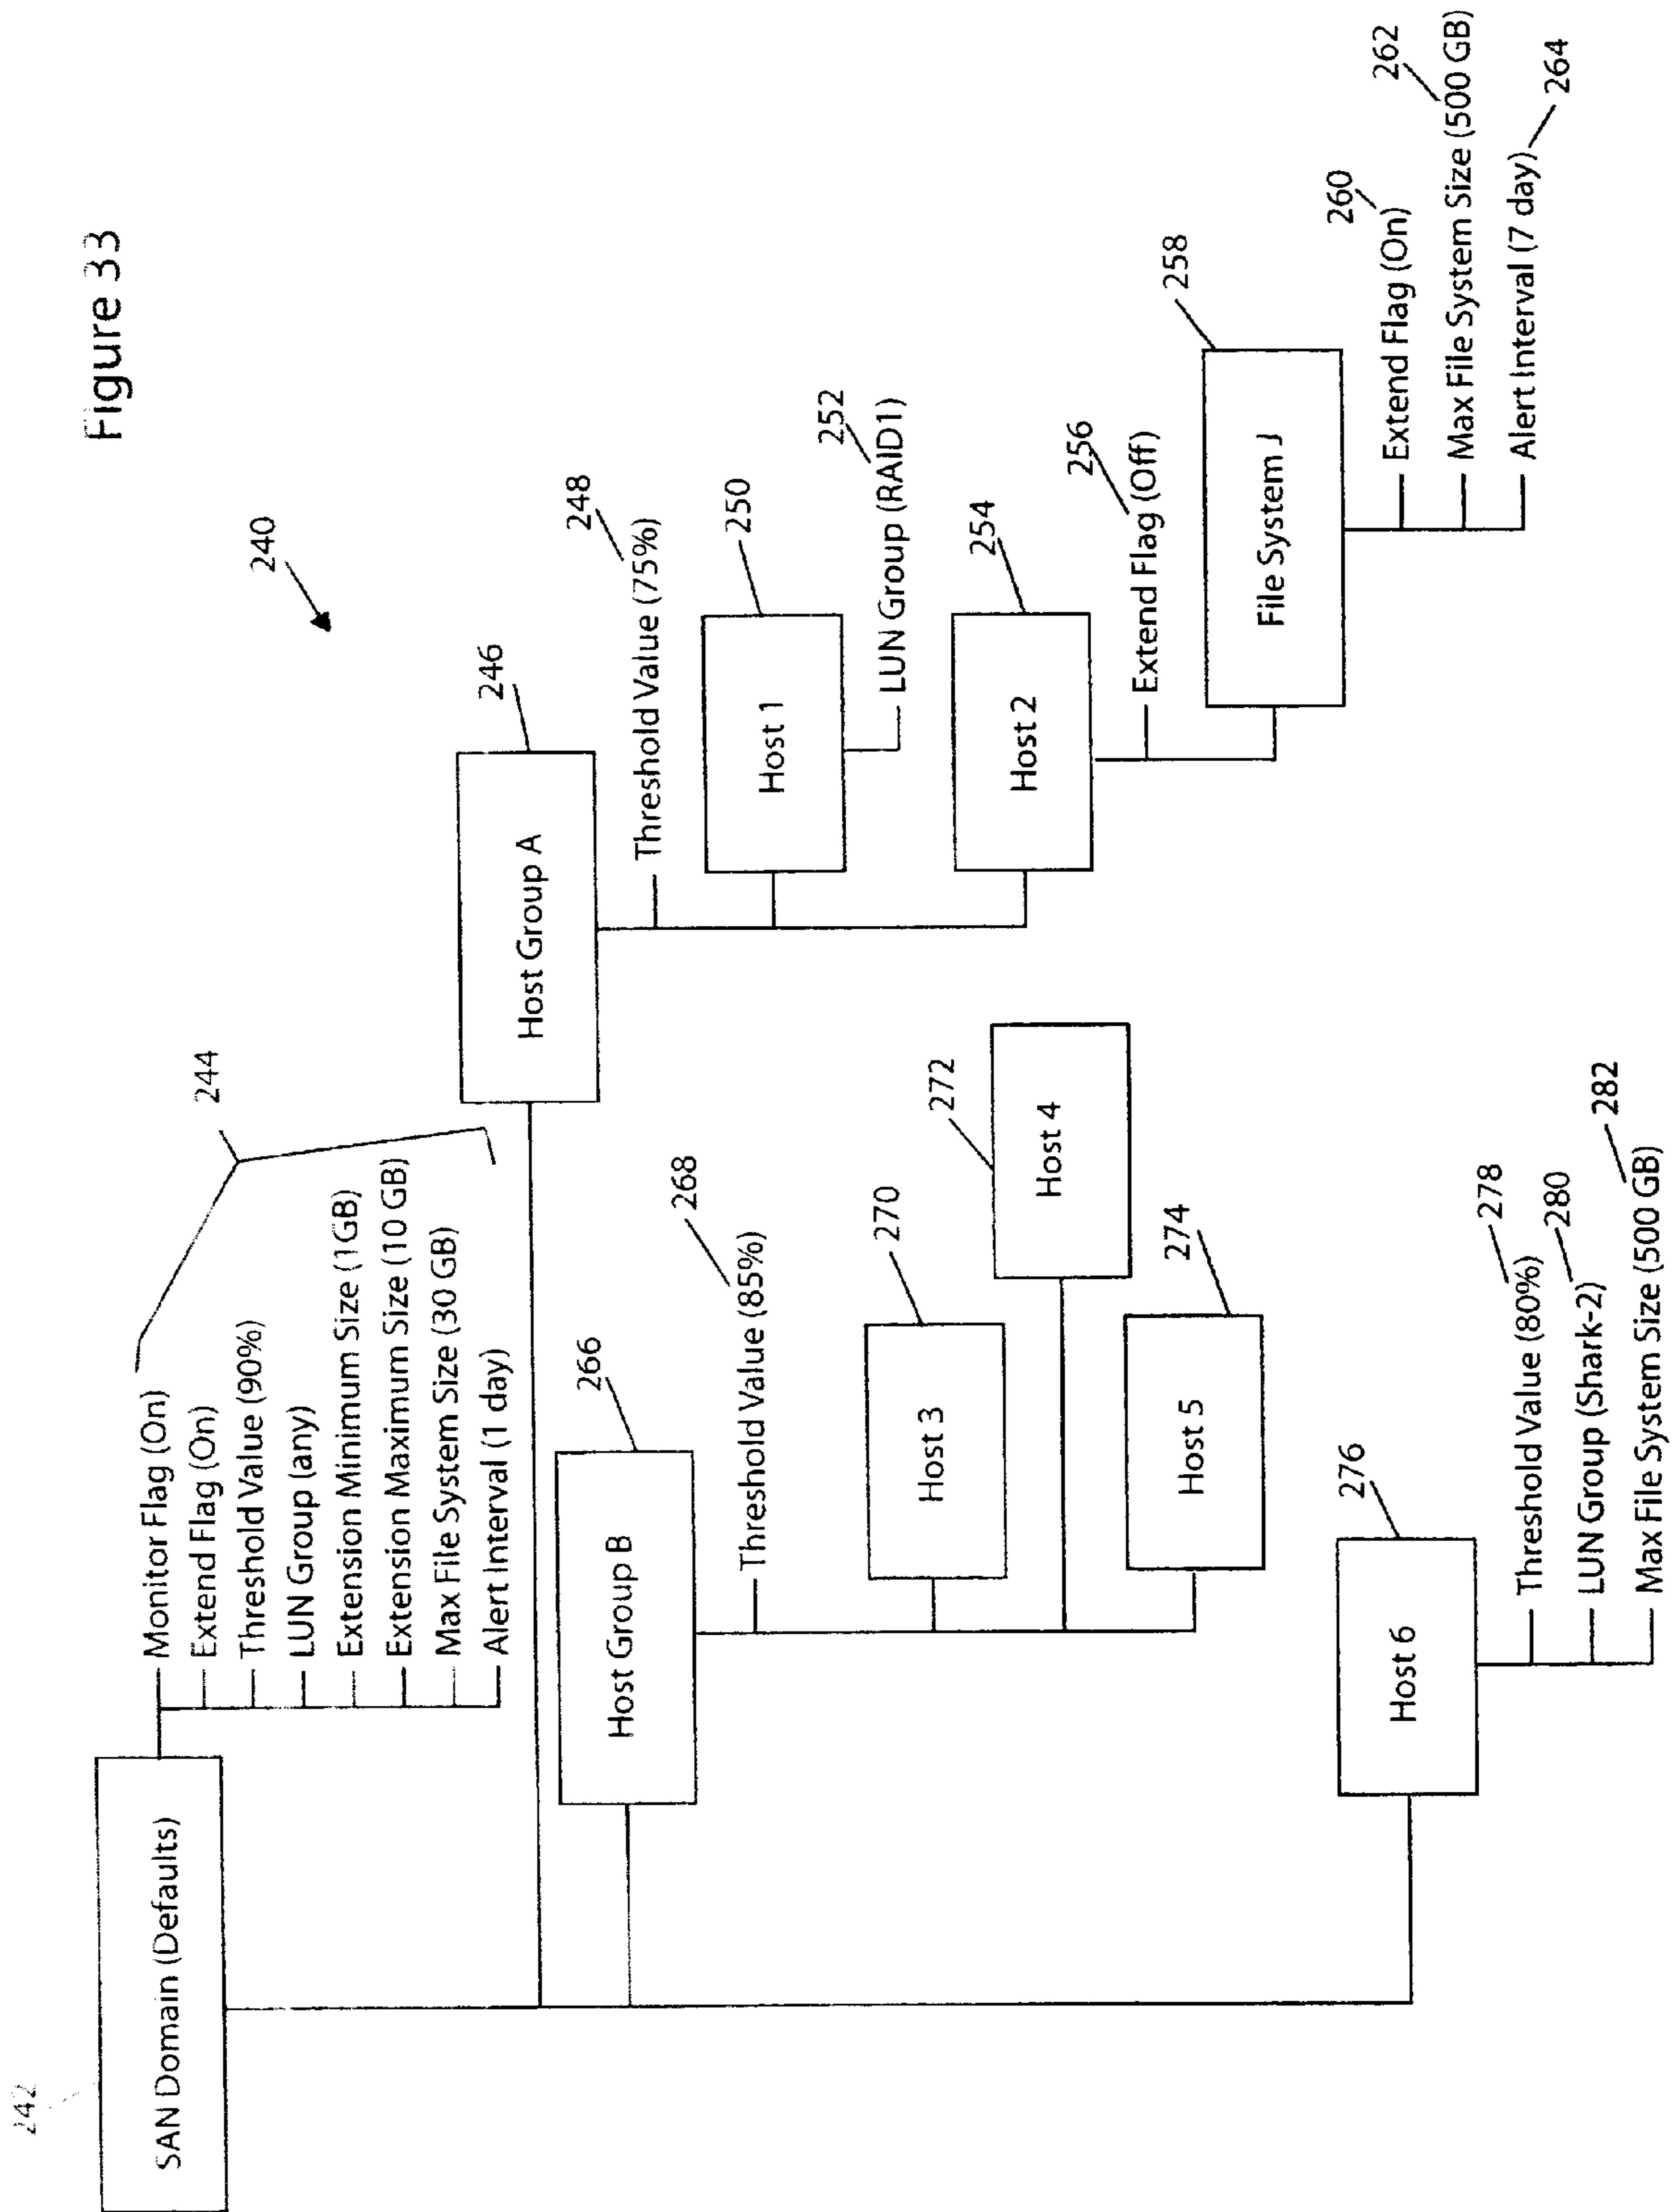 Figure 33
240
242
SAN Domain (Defaults)
Monitor Flag (On)
Extend Flag (On)
Threshold Value (90%)
LUN Group (any)
Extension Minimum Size (1GB)
Extension Maximum Size (10 GB)
Max File System Size (30 GB)
Alert Interval (1 day)
244
Host Group A
246
Threshold Value (75%)
248
Host 1
250
LUN Group (RAID1)
252
Host 2
254
Extend Flag (Off)
256
File System J
258
Extend Flag (On)
260
Max File System Size (500 GB)
262
Alert Interval (7 day)
264
Host Group B
266
Threshold Value (85%)
268
Host 3
270
Host 4
272
Host 5
274
Host 6
276
Threshold Value (80%)
278
LUN Group (Shark-2)
280
Max File System Size (500 GB)
282